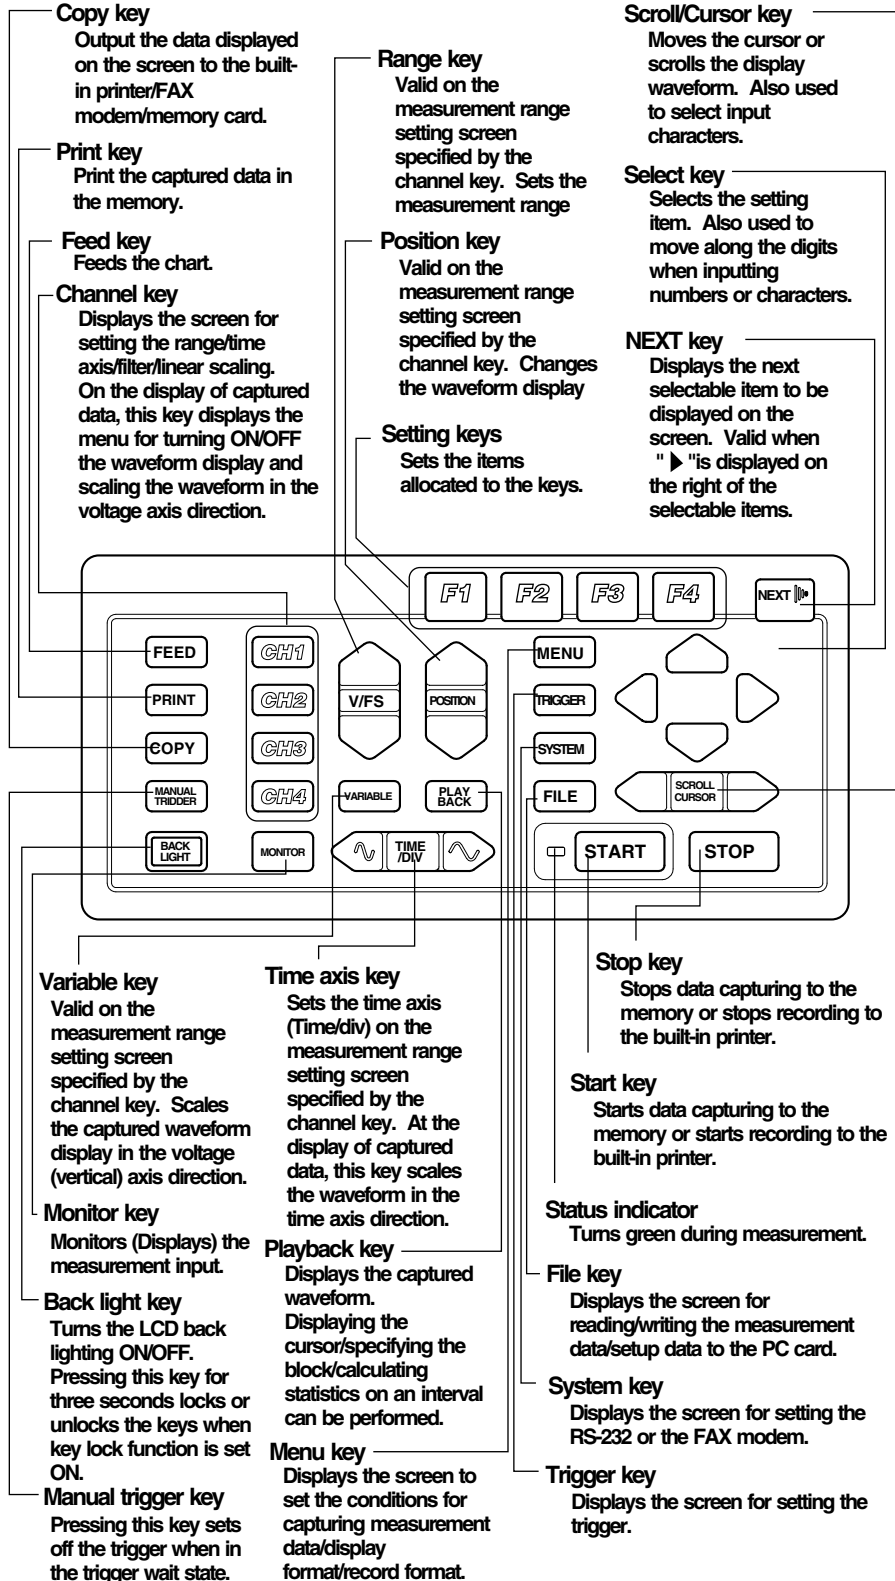 Copy key
Output the data displayed
on the screen to the built-
in printer/FAX
modem/memory card.
Print key
Print the captured data in
the memory.
Feed key
Feeds the chart.
Channel key
Displays the screen for
setting the range/time
axis/filter/linear scaling.
On the display of captured
data, this key displays the
menu for turning ON/OFF
the waveform display and
scaling the waveform in the
voltage axis direction.
Range key
Valid on the
measurement range
setting screen
specified by the
channel key. Sets the
measurement range
Position key
Valid on the
measurement range
setting screen
specified by the
channel key. Changes
the waveform display
Setting keys
Sets the items
allocated to the keys.
Scroll/Cursor key
Moves the cursor or
scrolls the display
waveform. Also used
to select input
characters.
Select key
Selects the setting
item. Also used to
move along the digits
when inputting
numbers or characters.
NEXT key
Displays the next
selectable item to be
displayed on the
screen. Valid when
" ▶ "is displayed on
the right of the
selectable items.
F1 F2 F3 F4 NEXT
FEED CH1 MENU
PRINT CH2 V/FS POSITION TRIGGER
COPY CH3 SYSTEM
MANUAL
TRIDDER
CH4 VARIABLE
PLAY
BACK
FILE
SCROLL
CURSOR
BACK
LIGHT
MONITOR
TIME
/DIV
START STOP
Variable key
Valid on the
measurement range
setting screen
specified by the
channel key. Scales
the captured waveform
display in the voltage
(vertical) axis direction.
Monitor key
Monitors (Displays) the
measurement input.
Back light key
Turns the LCD back
lighting ON/OFF.
Pressing this key for
three seconds locks or
unlocks the keys when
key lock function is set
ON.
Manual trigger key
Pressing this key sets
off the trigger when in
the trigger wait state.
Time axis key
Sets the time axis
(Time/div) on the
measurement range
setting screen
specified by the
channel key. At the
display of captured
data, this key scales
the waveform in the
time axis direction.
Playback key
Displays the captured
waveform.
Displaying the
cursor/specifying the
block/calculating
statistics on an interval
can be performed.
Menu key
Displays the screen to
set the conditions for
capturing measurement
data/display
format/record format.
Stop key
Stops data capturing to the
memory or stops recording to
the built-in printer.
Start key
Starts data capturing to the
memory or starts recording to the
built-in printer.
Status indicator
Turns green during measurement.
File key
Displays the screen for
reading/writing the measurement
data/setup data to the PC card.
System key
Displays the screen for setting the
RS-232 or the FAX modem.
Trigger key
Displays the screen for setting the
trigger.